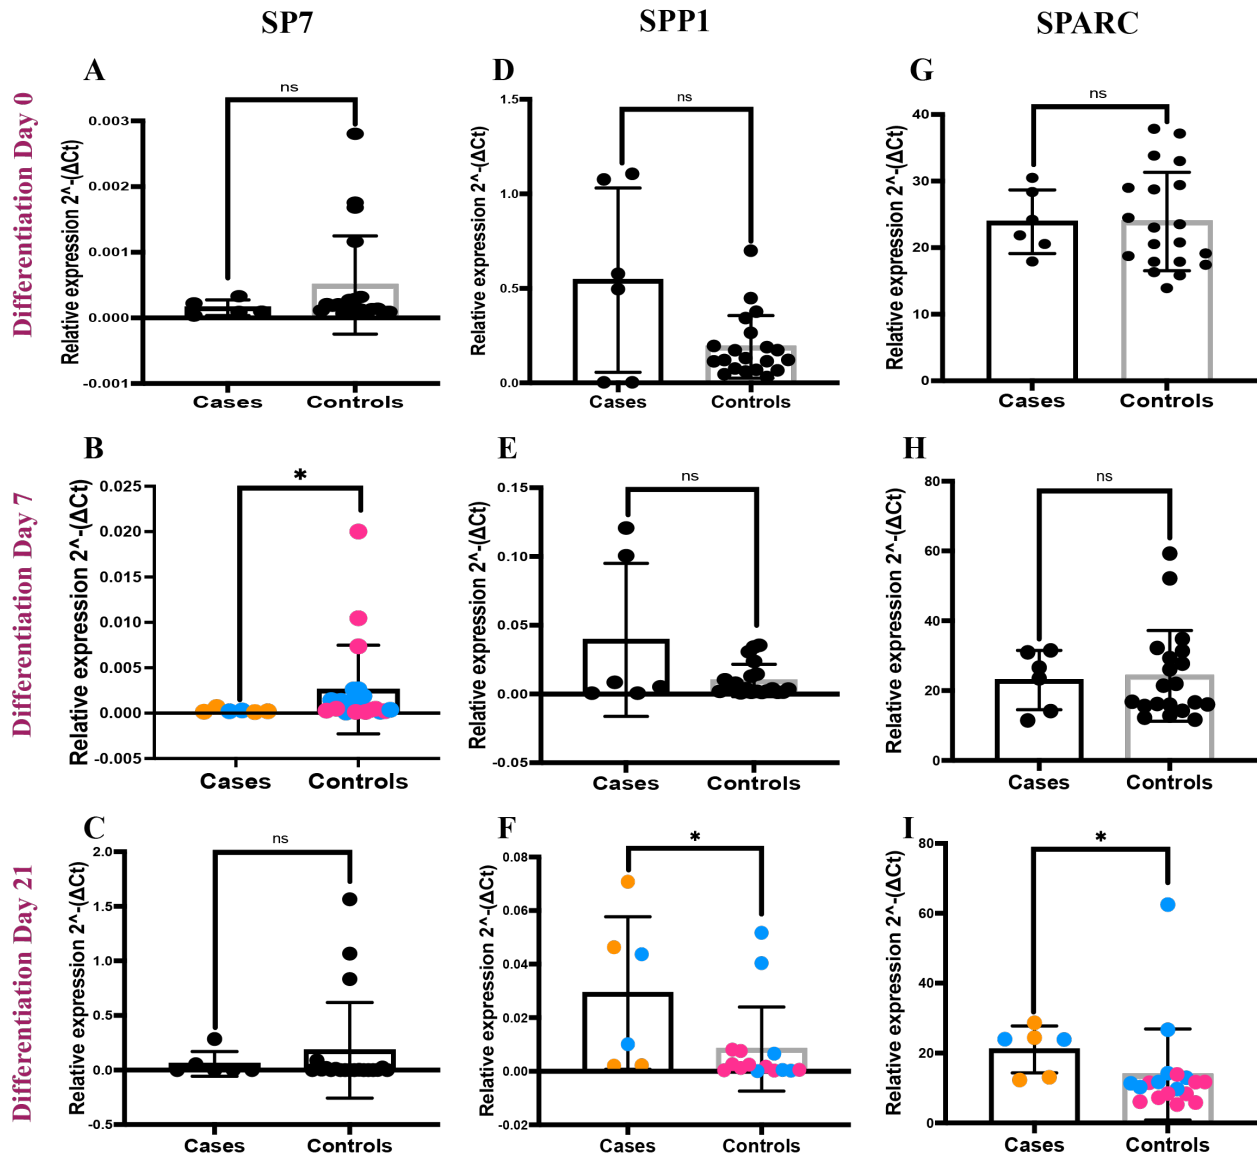 SP7 SPP1 SPARC
Differentiation Day 0
A
ns
Relative expression 2^-(ΔCt)
0.003
0.002
0.001
0.000
-0.001
Cases Controls
D
ns
Relative expression 2^-(ΔCt)
1.5
1.0
0.5
0.0
Cases Controls
G
ns
Relative expression 2^-(ΔCt)
40
30
20
10
0
Cases Controls
Differentiation Day 7
B
*
Relative expression 2^-(ΔCt)
0.025
0.020
0.015
0.010
0.005
0.000
-0.005
Cases Controls
E
ns
Relative expression 2^-(ΔCt)
0.15
0.10
0.05
0.00
-0.05
Cases Controls
H
ns
Relative expression 2^-(ΔCt)
80
60
40
20
0
Cases Controls
Differentiation Day 21
C
ns
Relative expression 2^-(ΔCt)
2.0
1.5
1.0
0.5
0.0
-0.5
Cases Controls
F
*
Relative expression 2^-(ΔCt)
0.08
0.06
0.04
0.02
0.00
-0.02
Cases Controls
I
*
Relative expression 2^-(ΔCt)
80
60
40
20
0
Cases Controls